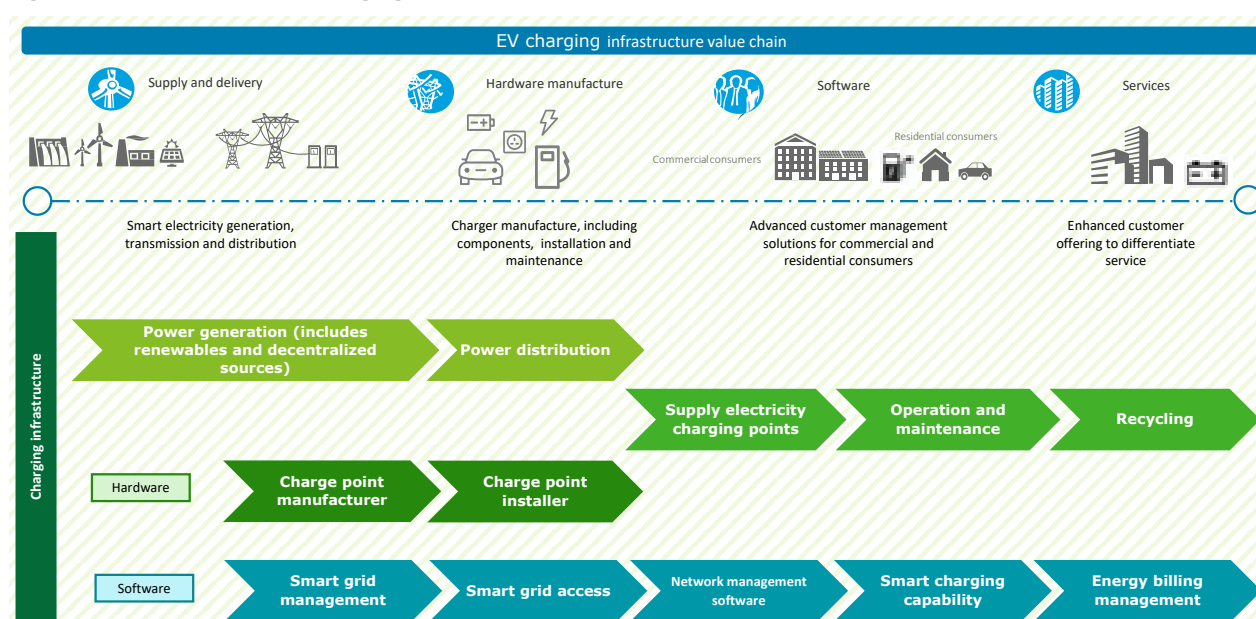 EV charging infrastructure value chain
Supply and delivery
Hardware manufacture
Software
Services
Residential consumers
Commercial consumers
Smart electricity generation,
transmission and distribution
Charger manufacture, including
components, installation and
maintenance
Advanced customer management
solutions for commercial and
residential consumers
Enhanced customer
offering to differentiate
service
Charging infrastructure
Power generation (includes
renewables and decentralized
sources)
Power distribution
Supply electricity
charging points
Operation and
maintenance
Recycling
Hardware
Charge point
manufacturer
Charge point
installer
Software
Smart grid
management
Smart grid access
Network management
software
Smart charging
capability
Energy billing
management